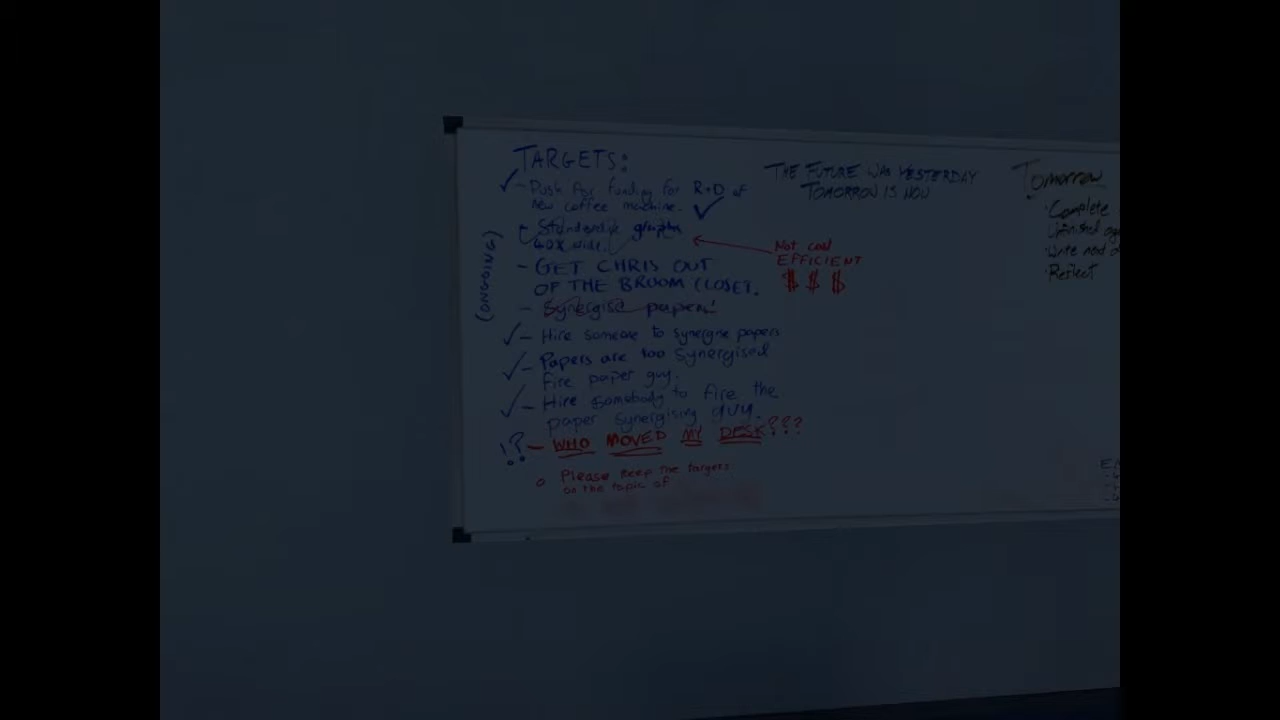 TARGETS:
- Push for funding for R+D of
new coffee machine.
40% wide.
- GET CHRIS OUT
OF THE BROOM CLOSET.
(ONGOING)
- Synergise papers!
- Hire someone to synergise papers
- Papers are too synergised
fire paper guy.
- Hire somebody to fire the
paper synergising guy.
!? - WHO MOVED MY DESK???
o Please keep the targets
on the topic of
THE FUTURE WAS YESTERDAY
TOMORROW IS NOW
Not cost
EFFICIENT
$ $ $
Tomorrow
· Complete
· Write next
· Reflect